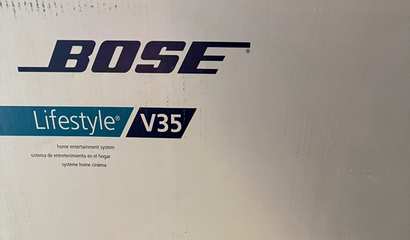 BOSE®
Lifestyle® V35
home entertainment system
sistema de entretenimiento en el hogar
système home cinéma